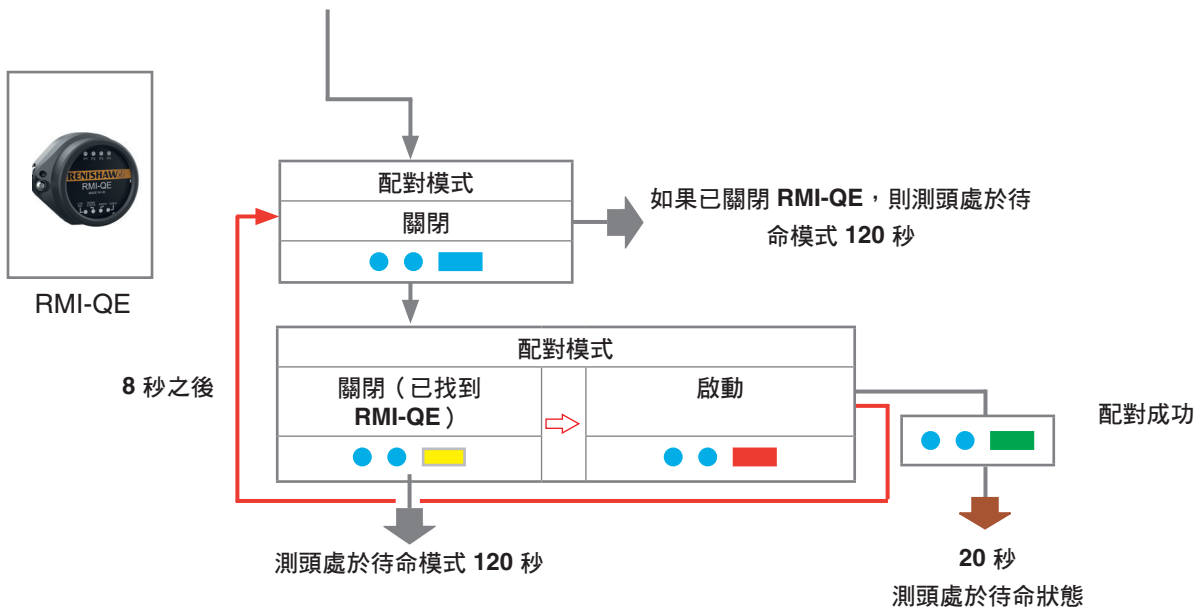 RENISHAW
RMI-QE
RMI-QE
配對模式
關閉
如果已關閉 RMI-QE，則測頭處於待
命模式 120 秒
配對模式
8 秒之後
關閉（已找到
RMI-QE）
啟動
配對成功
測頭處於待命模式 120 秒
20 秒
測頭處於待命狀態